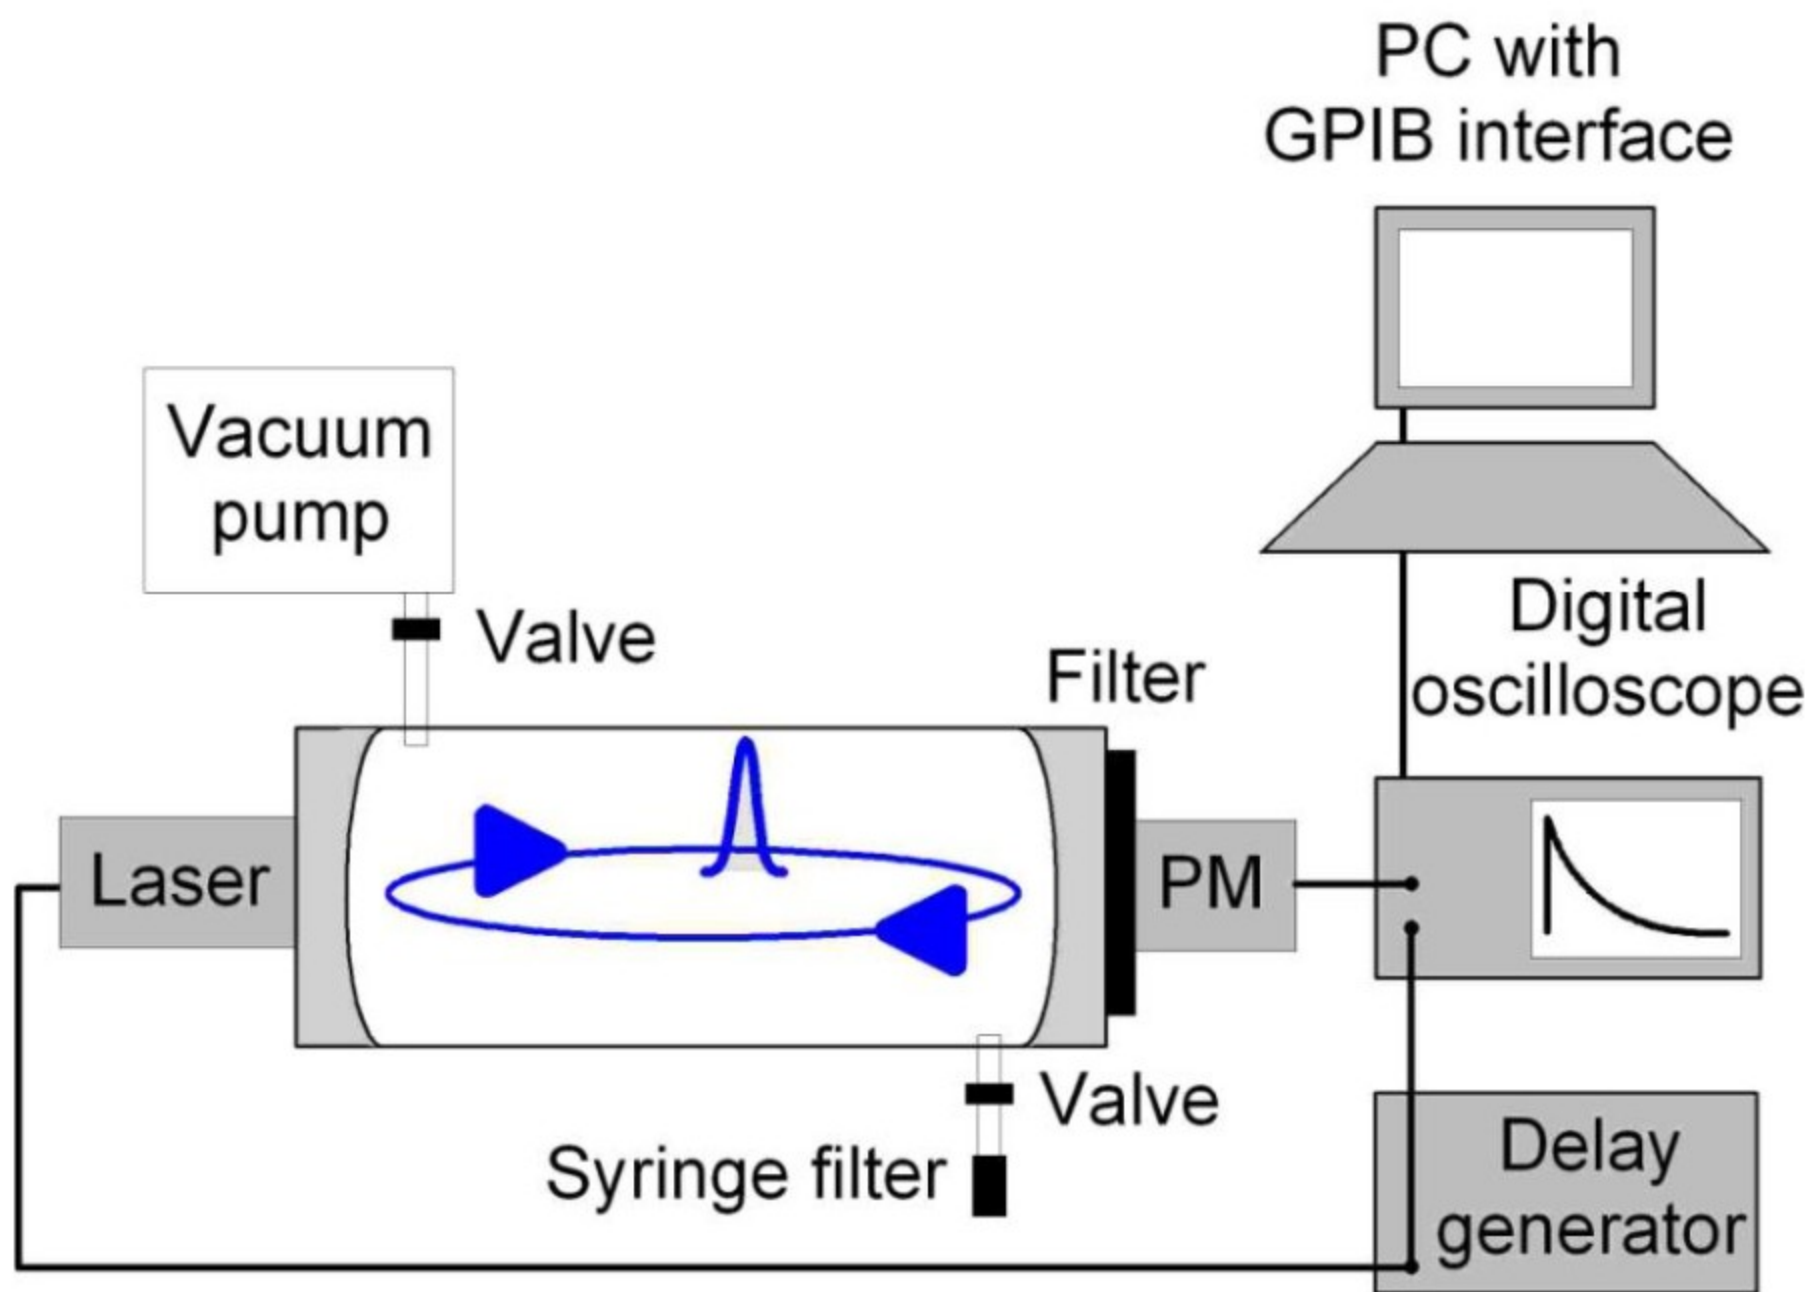 PC with
GPIB interface
Vacuum
pump
Valve
Digital
oscilloscope
Filter
Laser
PM
Valve
Syringe filter
Delay
generator